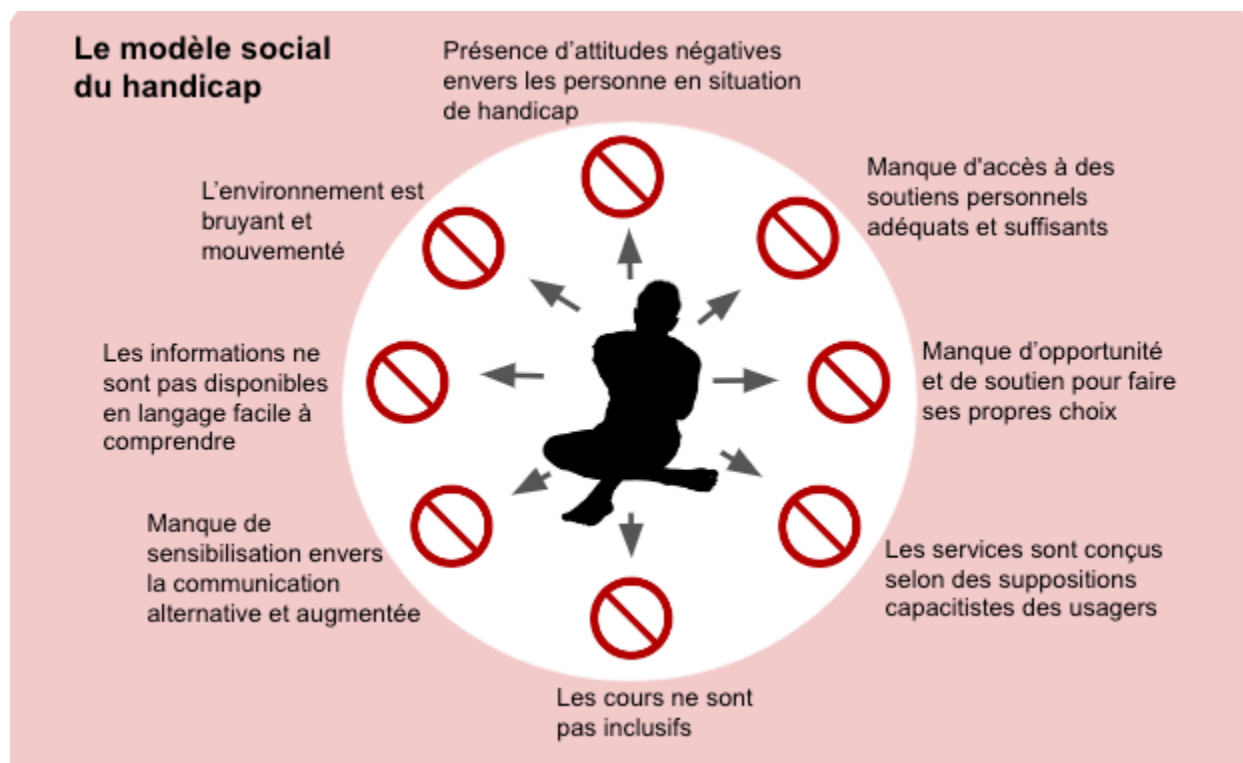 Le modèle social
du handicap
Présence d'attitudes négatives
envers les personne en situation
de handicap
Manque d'accès à des
soutiens personnels
adéquats et suffisants
Manque d'opportunité
et de soutien pour faire
ses propres choix
Les services sont conçus
selon des suppositions
capacitistes des usagers
Les cours ne sont
pas inclusifs
Manque de
sensibilisation envers
la communication
alternative et augmentée
Les informations ne
sont pas disponibles
en langage facile à
comprendre
L'environnement est
bruyant et
mouvementé